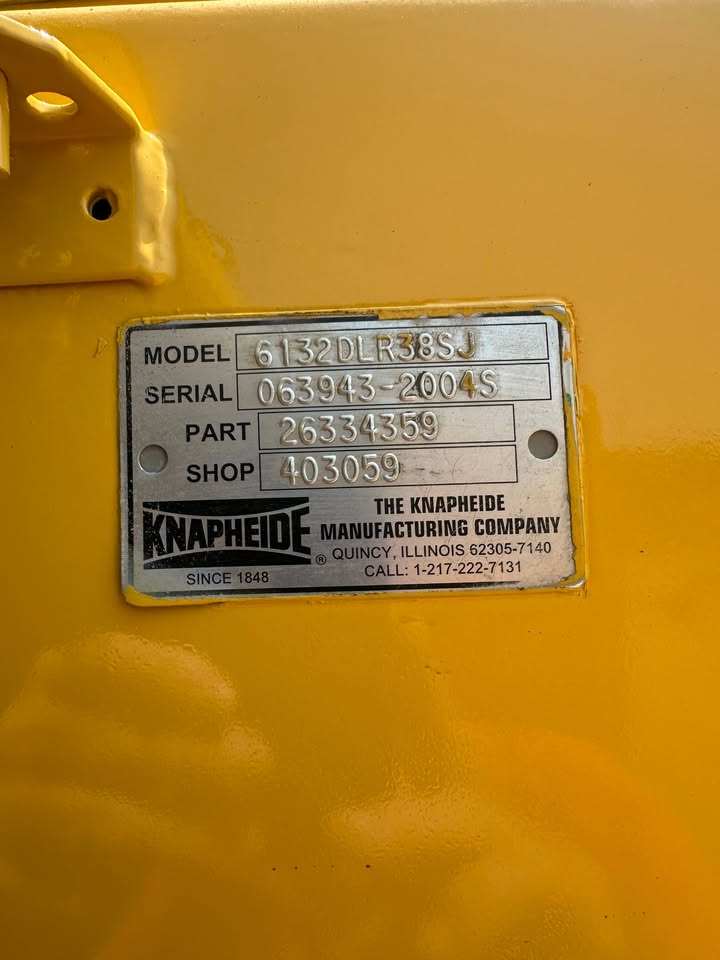 MODEL 6132DLR38SJ
SERIAL 063943-2004S
PART 26334359
SHOP 403059
KNAPHEIDE ®
SINCE 1848
THE KNAPHEIDE
MANUFACTURING COMPANY
QUINCY, ILLINOIS 62305-7140
CALL: 1-217-222-7131